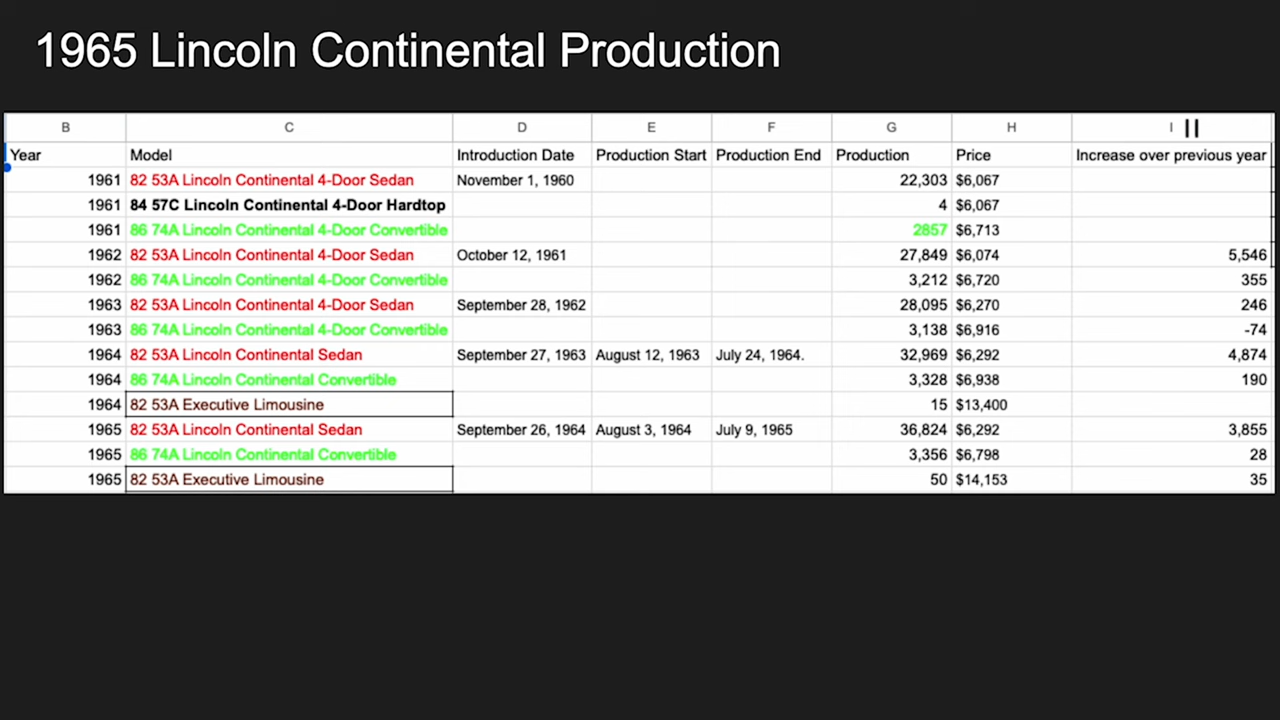 1965 Lincoln Continental Production
B C D E F G H I
Year Model Introduction Date Production Start Production End Production Price Increase over previous year
1961 82 53A Lincoln Continental 4-Door Sedan November 1, 1960 22,303 $6,067
1961 84 57C Lincoln Continental 4-Door Hardtop 4 $6,067
1961 86 74A Lincoln Continental 4-Door Convertible 2857 $6,713
1962 82 53A Lincoln Continental 4-Door Sedan October 12, 1961 27,849 $6,074 5,546
1962 86 74A Lincoln Continental 4-Door Convertible 3,212 $6,720 355
1963 82 53A Lincoln Continental 4-Door Sedan September 28, 1962 28,095 $6,270 246
1963 86 74A Lincoln Continental 4-Door Convertible 3,138 $6,916 -74
1964 82 53A Lincoln Continental Sedan September 27, 1963 August 12, 1963 July 24, 1964. 32,969 $6,292 4,874
1964 86 74A Lincoln Continental Convertible 3,328 $6,938 190
1964 82 53A Executive Limousine 15 $13,400
1965 82 53A Lincoln Continental Sedan September 26, 1964 August 3, 1964 July 9, 1965 36,824 $6,292 3,855
1965 86 74A Lincoln Continental Convertible 3,356 $6,798 28
1965 82 53A Executive Limousine 50 $14,153 35